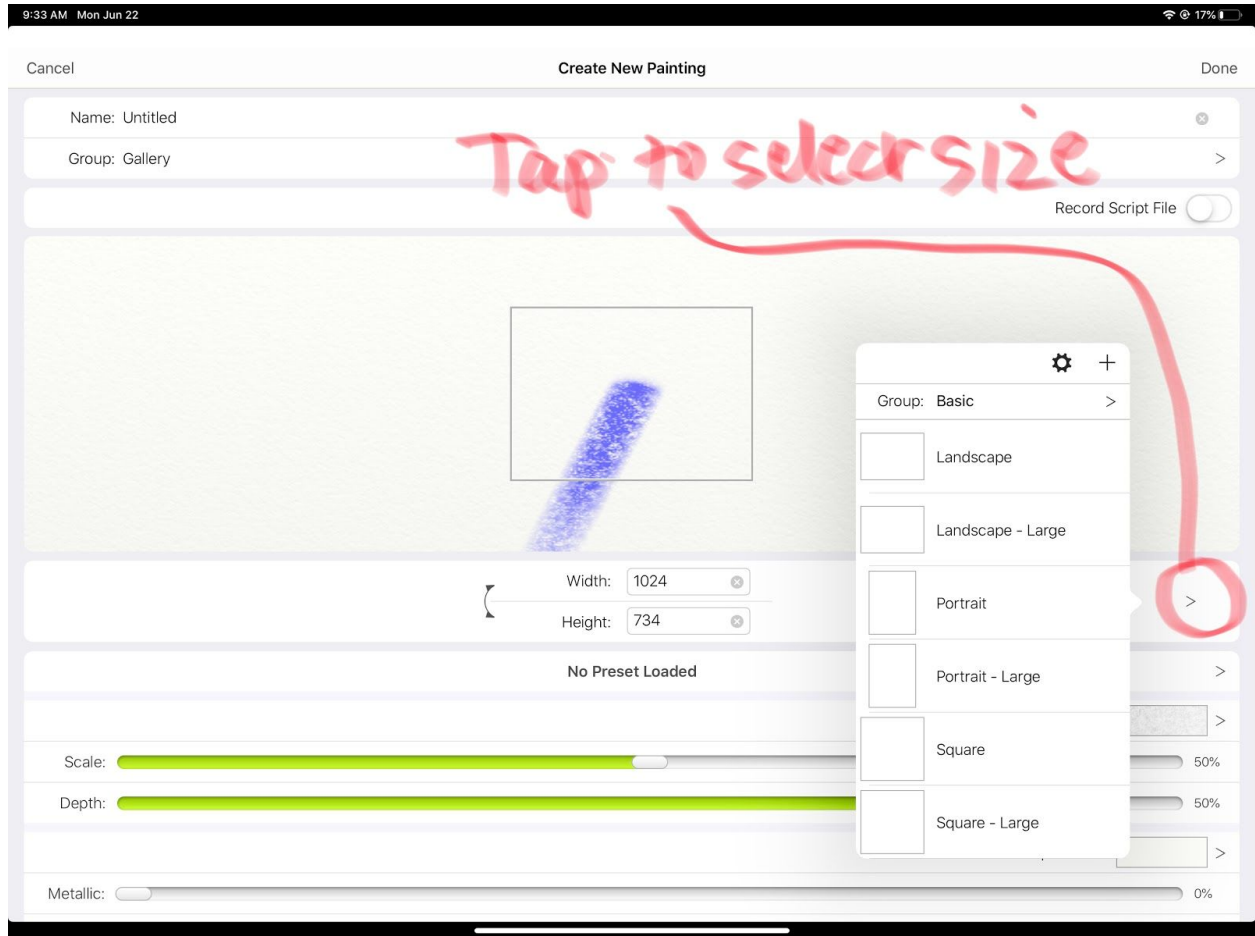 9:33 AM Mon Jun 22
17%
Cancel
Create New Painting
Done
Name: Untitled
Group: Gallery
>
Tap to select size
Record Script File
+
Group: Basic
>
Landscape
Landscape - Large
Portrait
Portrait - Large
Square
Square - Large
Width: 1024
Height: 734
>
No Preset Loaded
>
>
Scale:
50%
Depth:
50%
>
Metallic:
0%